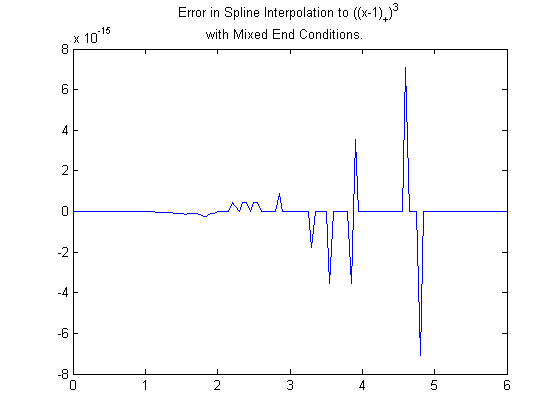 Error in Spline Interpolation to ((x-1)₊)³
with Mixed End Conditions.
x 10⁻¹⁵
8
6
4
2
0
-2
-4
-6
-8
0 1 2 3 4 5 6